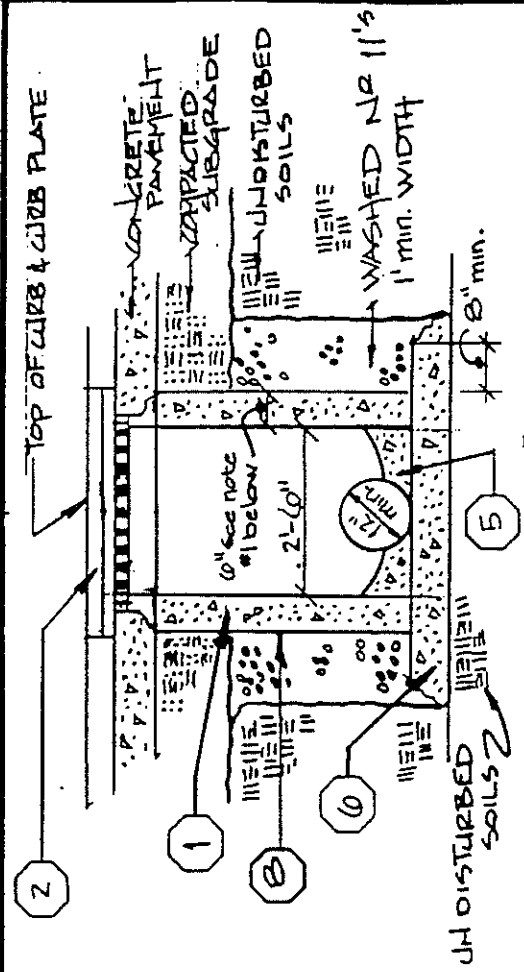 TOP OF CURB & CURB PLATE
CONCRETE
PAVEMENT
COMPACTED
SUBGRADE
UNDISTURBED
SOILS
WASHED NO 11'S
1' min. WIDTH
8" min.
2
1
8
6
5
6" see note
#1 below
2'-6"
12"
min.
UNDISTURBED
SOILS